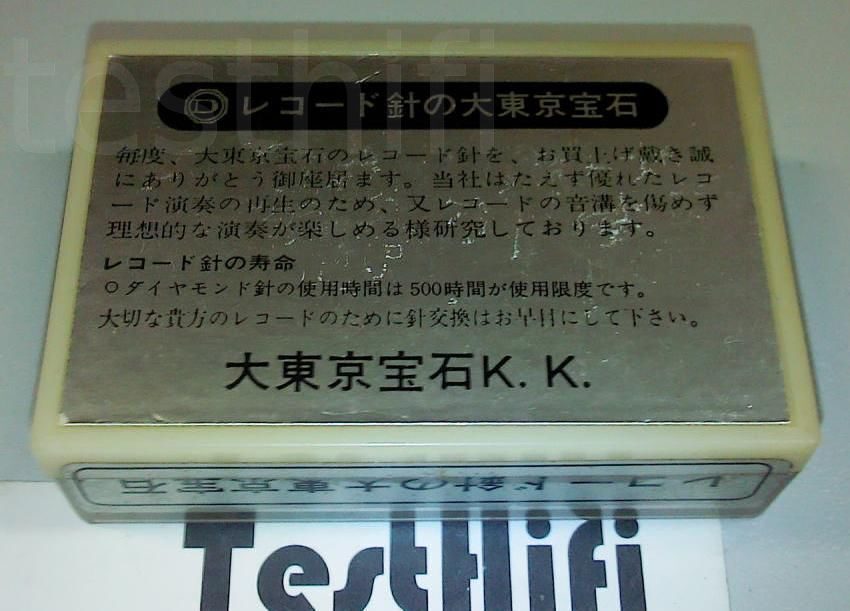 testhifi
D レコード針の大東京宝石
毎度、大東京宝石のレコード針を、お買上げ戴き誠
にありがとう御座居ます。当社はたえず優れたレコ
ード演奏の再生のため、又レコードの音溝を傷めず
理想的な演奏が楽しめる様研究しております。
レコード針の寿命
○ダイヤモンド針の使用時間は500時間が使用限度です。
大切な貴方のレコードのために針交換はお早目にして下さい。
大東京宝石K.K.
レコード針の大東京宝石
TestHifi